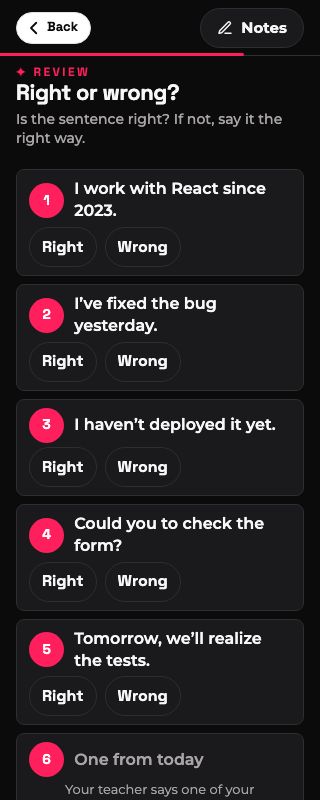 Back
Notes
REVIEW
Right or wrong?
Is the sentence right? If not, say it the
right way.
1
I work with React since
2023.
Right
Wrong
2
I've fixed the bug
yesterday.
Right
Wrong
3
I haven't deployed it yet.
Right
Wrong
4
Could you to check the
form?
Right
Wrong
5
Tomorrow, we'll realize
the tests.
Right
Wrong
6
One from today
Your teacher says one of your